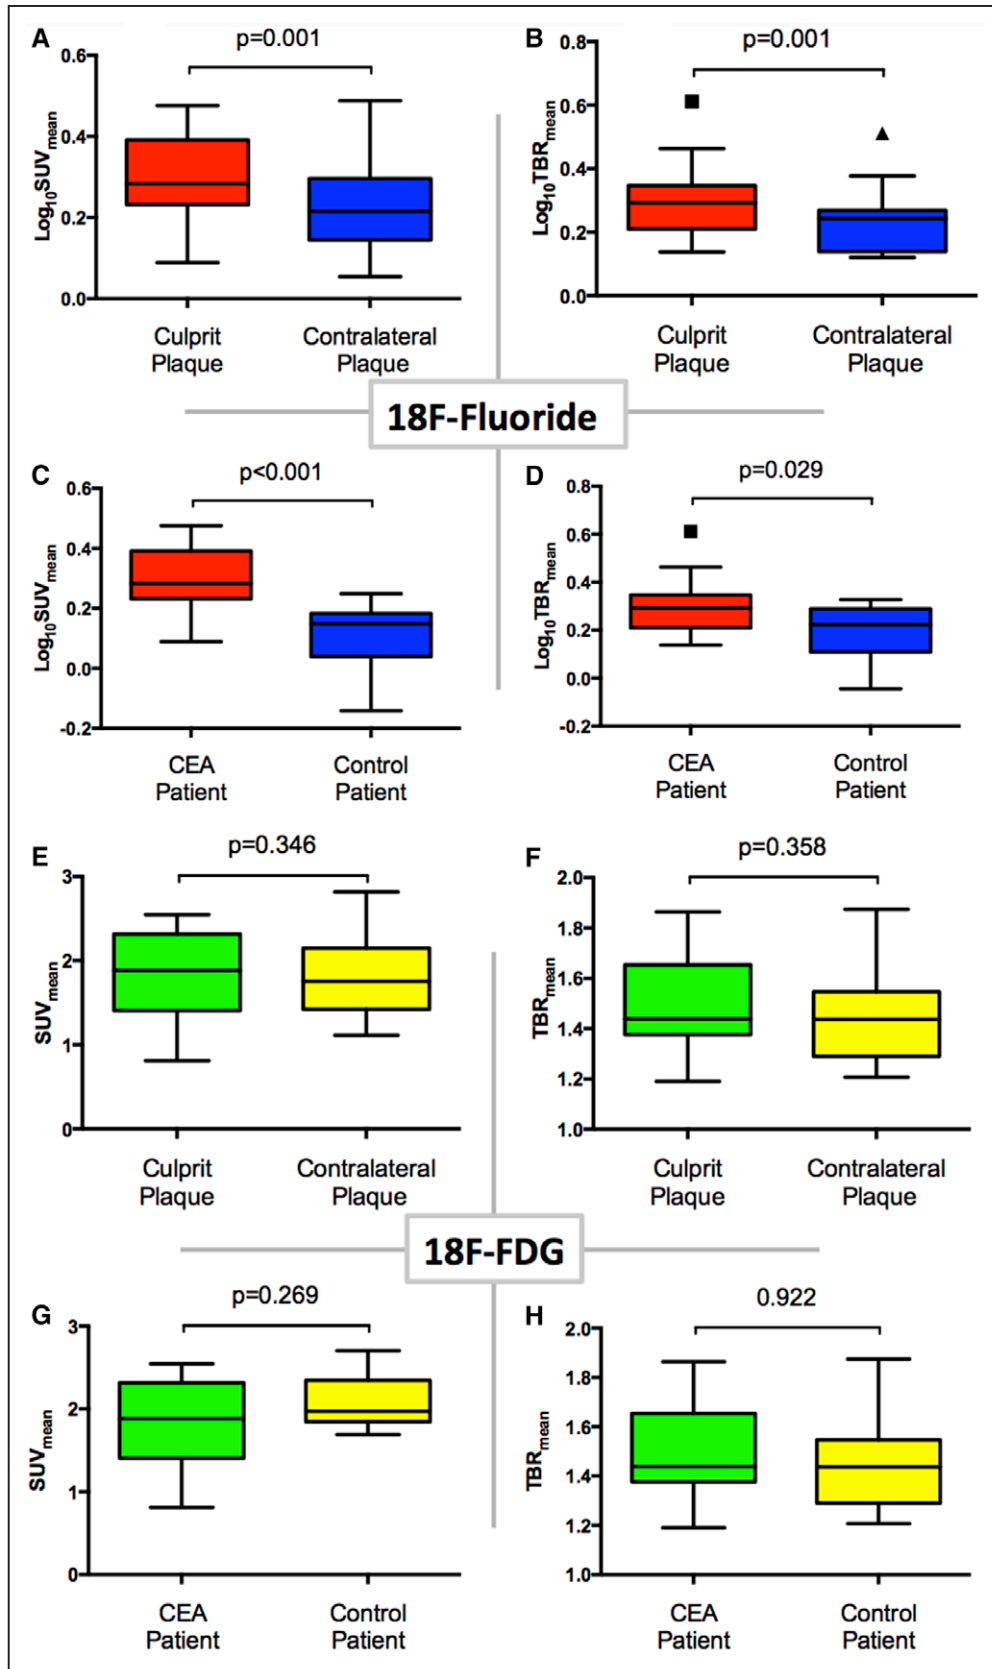 A
p=0.001
0.6
0.4
0.2
0.0
Log10SUVmean
Culprit Plaque
Contralateral Plaque
B
p=0.001
0.8
0.6
0.4
0.2
0.0
Log10TBRmean
Culprit Plaque
Contralateral Plaque
18F-Fluoride
C
p<0.001
0.6
0.4
0.2
0.0
-0.2
Log10SUVmean
CEA Patient
Control Patient
D
p=0.029
0.8
0.6
0.4
0.2
0.0
-0.2
Log10TBRmean
CEA Patient
Control Patient
E
p=0.346
3
2
1
0
SUVmean
Culprit Plaque
Contralateral Plaque
F
p=0.358
2.0
1.8
1.6
1.4
1.2
1.0
TBRmean
Culprit Plaque
Contralateral Plaque
18F-FDG
G
p=0.269
3
2
1
0
SUVmean
CEA Patient
Control Patient
H
0.922
2.0
1.8
1.6
1.4
1.2
1.0
TBRmean
CEA Patient
Control Patient